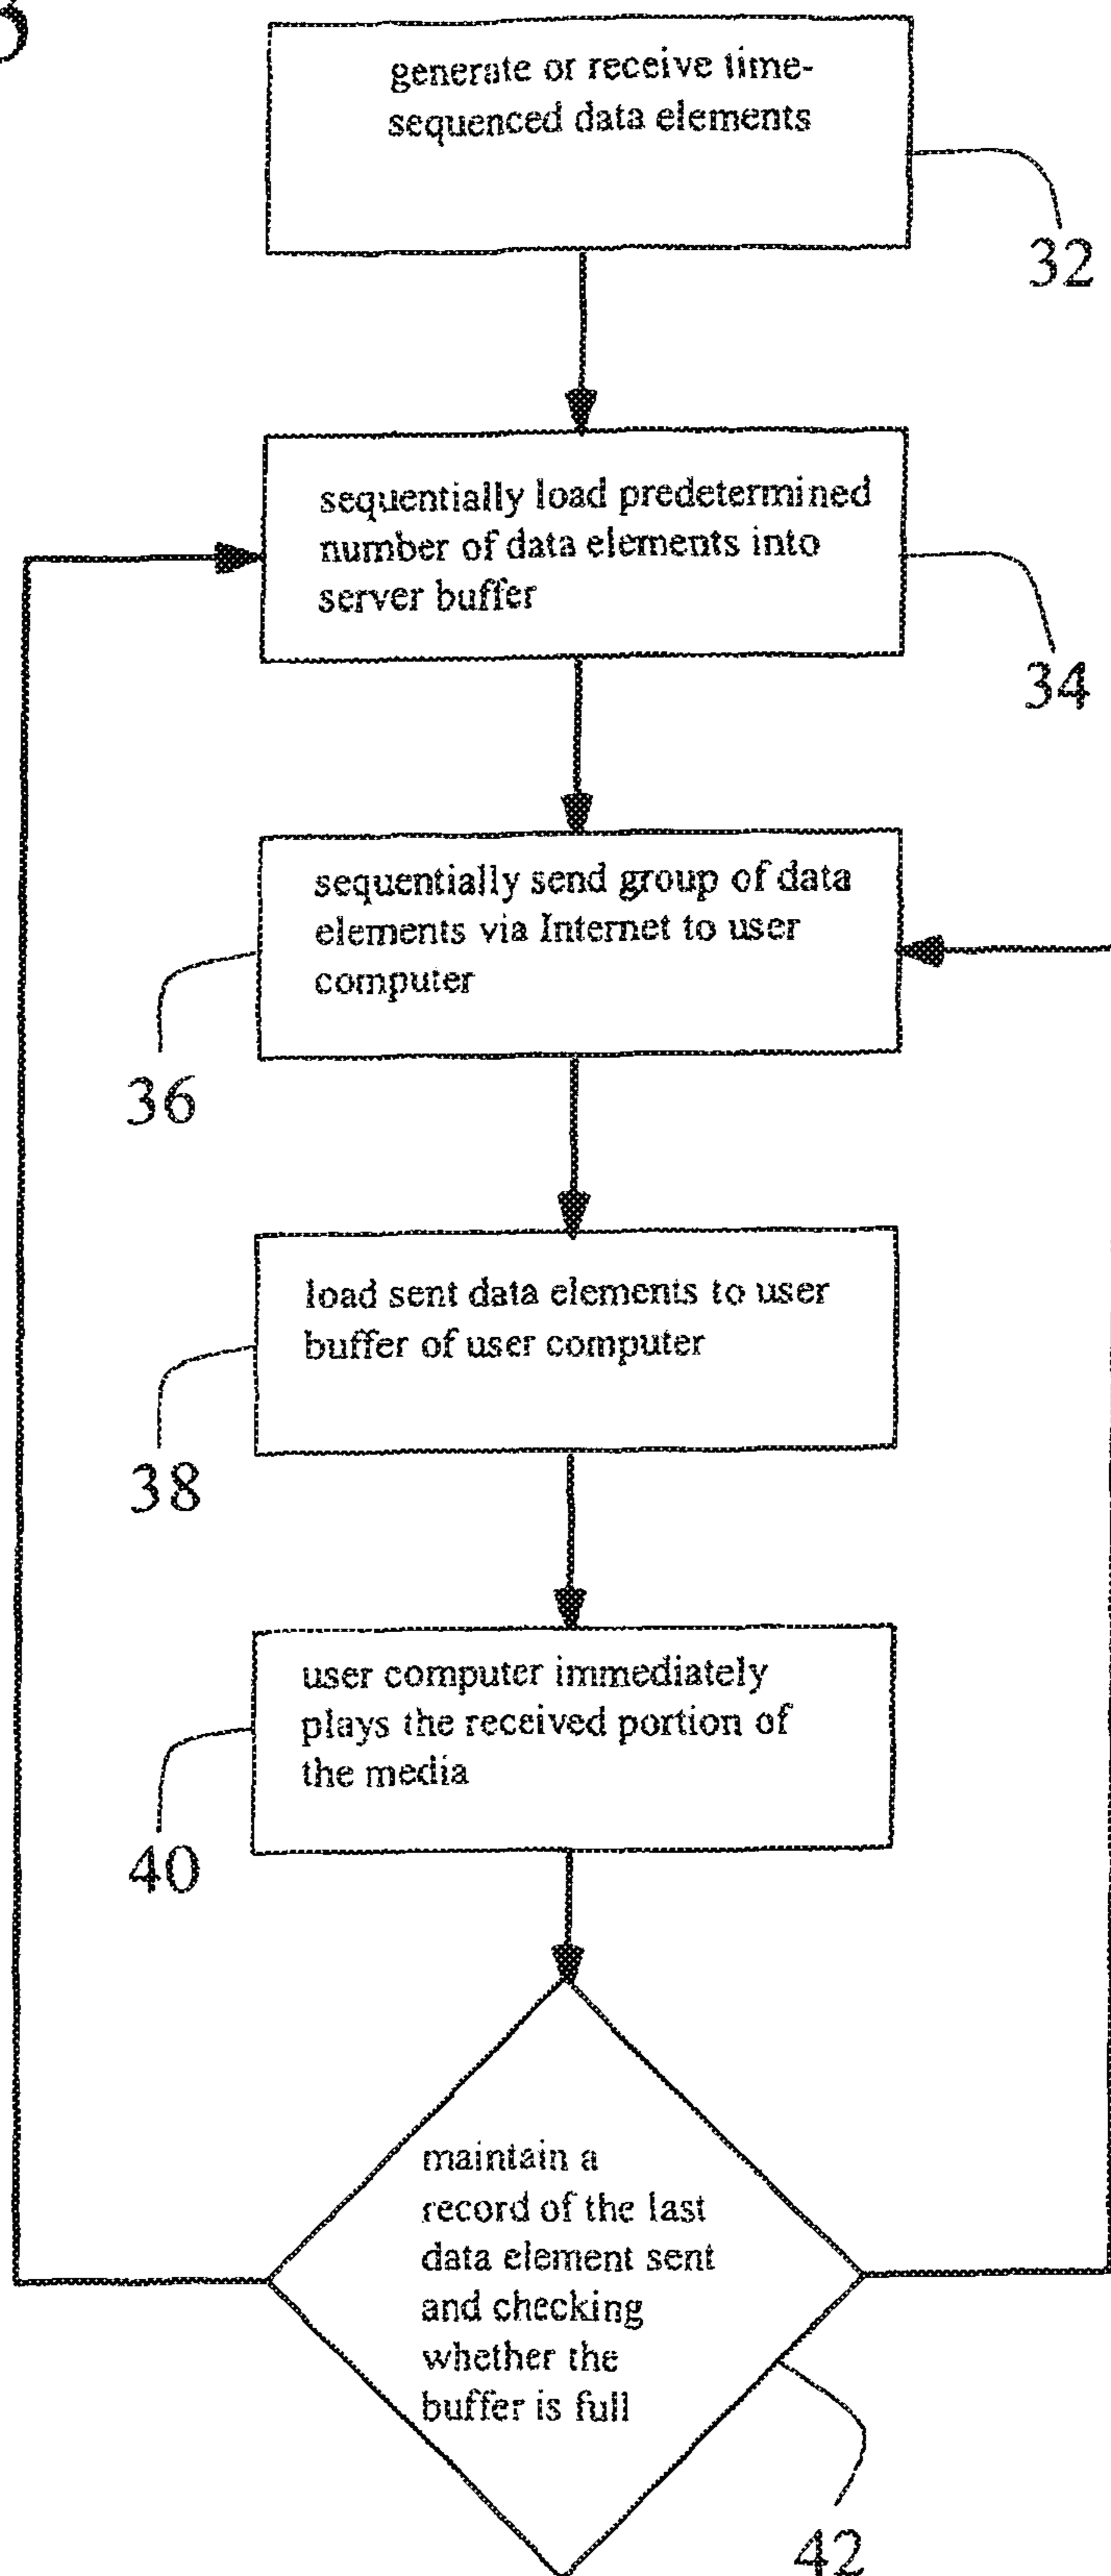 3
generate or receive time-
sequenced data elements
32
sequentially load predetermined
number of data elements into
server buffer
34
sequentially send group of data
elements via Internet to user
computer
36
load sent data elements to user
buffer of user computer
38
user computer immediately
plays the received portion of
the media
40
maintain a
record of the last
data element sent
and checking
whether the
buffer is full
42